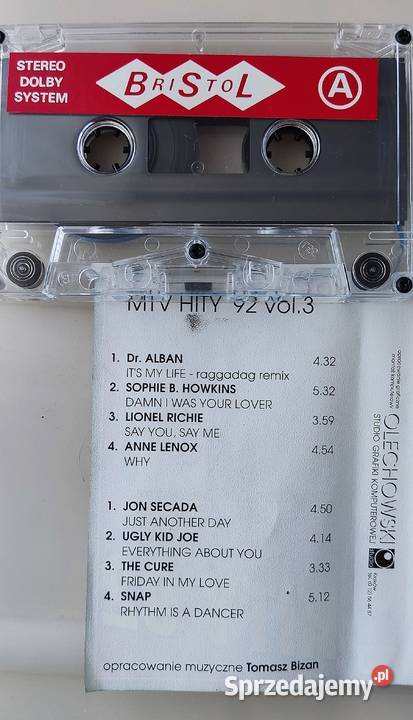 STEREO
DOLBY
SYSTEM
BRISTOL
A
MTV HITY '92 vol.3
1. Dr. ALBAN 4.32
IT'S MY LIFE - raggadag remix
2. SOPHIE B. HOWKINS 5.32
DAMN I WAS YOUR LOVER
3. LIONEL RICHIE 3.59
SAY YOU, SAY ME
4. ANNE LENOX 4.54
WHY
1. JON SECADA 4.50
JUST ANOTHER DAY
2. UGLY KID JOE 4.14
EVERYTHING ABOUT YOU
3. THE CURE 3.33
FRIDAY IN MY LOVE
4. SNAP 5.12
RHYTHM IS A DANCER
opracowanie muzyczne Tomasz Bizan
opracowanie graficzne
OLECHOWSKI
STUDIO GRAFIKI KOMPUTEROWEJ
Sprzedajemy.pl